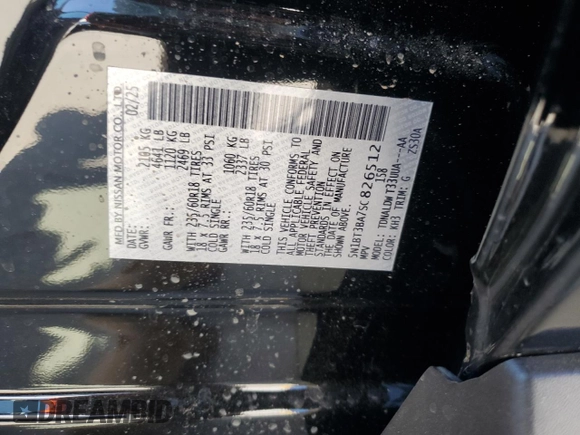 MFD BY NISSAN MOTOR CO., LTD.
DATE: 02/25
GVWR: 2105 KG
4641 LB
GAWR FR.: 1120 KG
2469 LB
WITH 235/60R18 TIRES
18 x 7.5 RIMS AT 33 PSI
COLD SINGLE
GAWR RR.: 1060 KG
2337 LB
WITH 235/60R18 TIRES
18 x 7.5 RIMS AT 30 PSI
COLD SINGLE
THIS VEHICLE CONFORMS TO
ALL APPLICABLE FEDERAL
MOTOR VEHICLE SAFETY AND
THEFT PREVENTION
STANDARDS IN EFFECT ON
THE DATE OF MANUFACTURE
SHOWN ABOVE.
5N1BT3BA7SC826512
MPV 2158
MODEL: TDNALDW T33UUA---AA
COLOR: KH3 TRIM: G ZS30A
DREAMBID